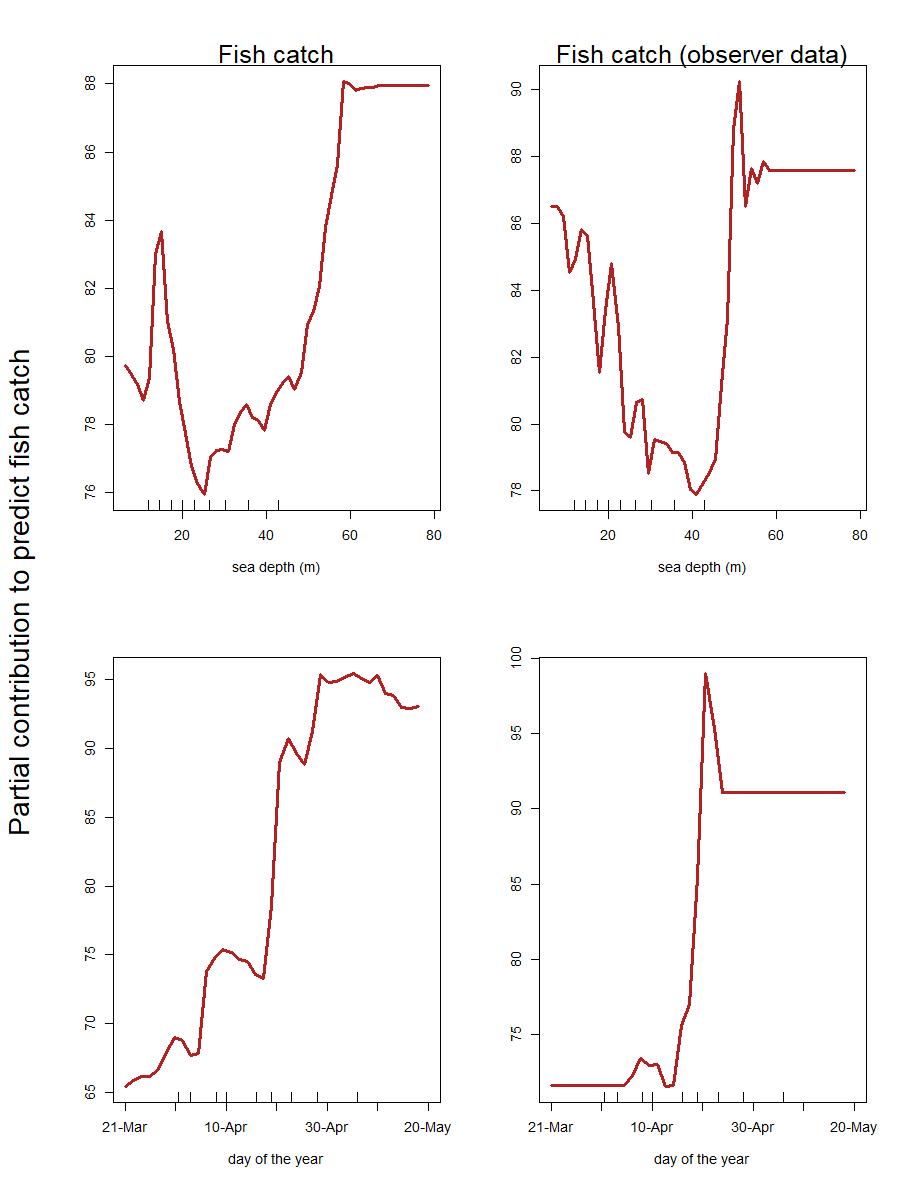 Fish catch
Fish catch (observer data)
Partial contribution to predict fish catch
88
86
84
82
80
78
76
20 40 60 80
sea depth (m)
90
88
86
84
82
80
78
20 40 60 80
sea depth (m)
95
90
85
80
75
70
65
21-Mar 10-Apr 30-Apr 20-May
day of the year
100
95
90
85
80
75
21-Mar 10-Apr 30-Apr 20-May
day of the year